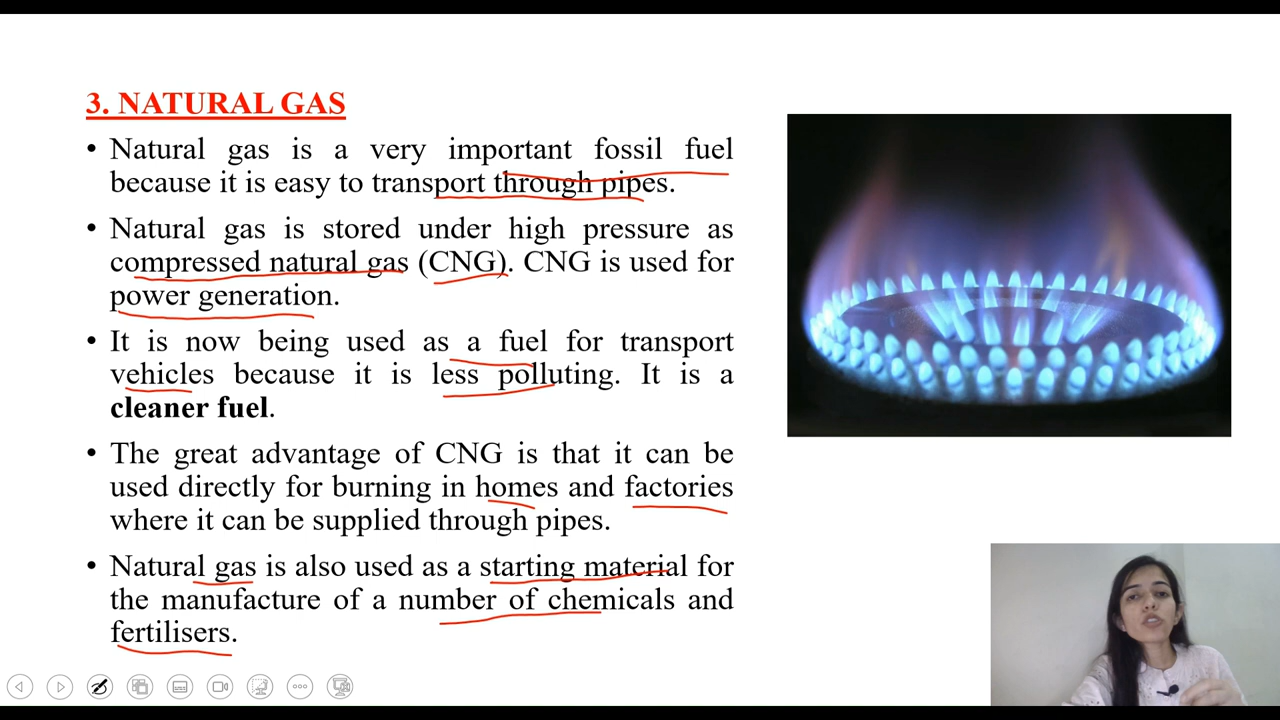 3. NATURAL GAS
• Natural gas is a very important fossil fuel
because it is easy to transport through pipes.
• Natural gas is stored under high pressure as
compressed natural gas (CNG). CNG is used for
power generation.
• It is now being used as a fuel for transport
vehicles because it is less polluting. It is a
cleaner fuel.
• The great advantage of CNG is that it can be
used directly for burning in homes and factories
where it can be supplied through pipes.
• Natural gas is also used as a starting material for
the manufacture of a number of chemicals and
fertilisers.